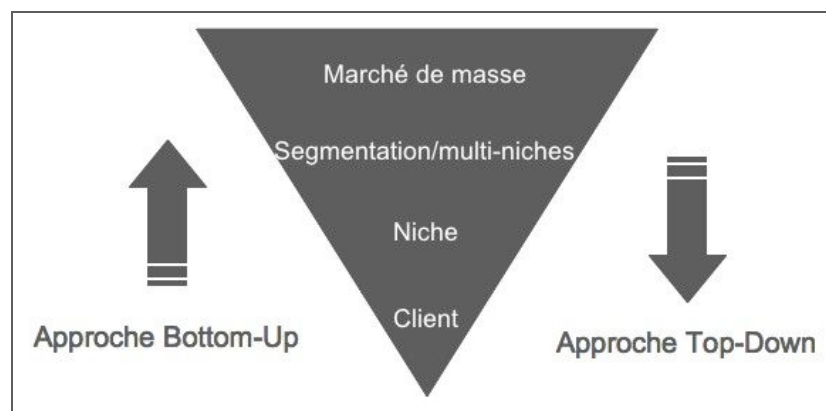 Marché de masse
Segmentation/multi-niches
Niche
Client
Approche Bottom-Up
Approche Top-Down